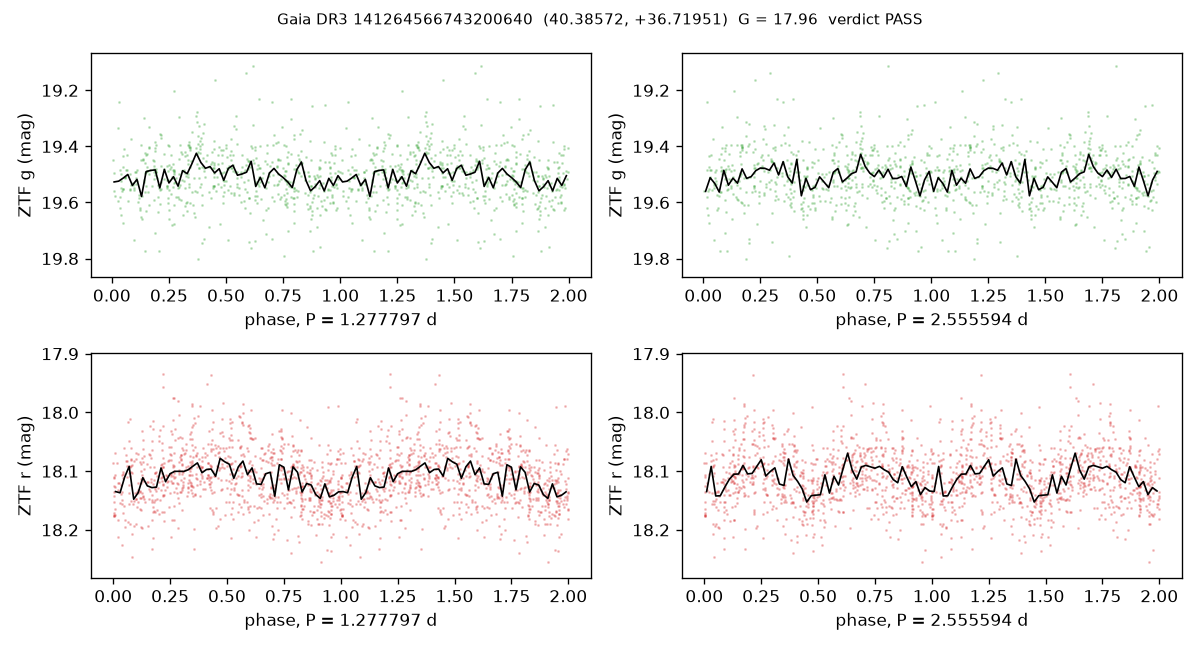 Gaia DR3 141264566743200640  (40.38572, +36.71951)  G = 17.96  verdict PASS
ZTF g (mag)
19.2
19.4
19.6
19.8
0.00 0.25 0.50 0.75 1.00 1.25 1.50 1.75 2.00
phase, P = 1.277797 d
ZTF g (mag)
19.2
19.4
19.6
19.8
0.00 0.25 0.50 0.75 1.00 1.25 1.50 1.75 2.00
phase, P = 2.555594 d
ZTF r (mag)
17.9
18.0
18.1
18.2
0.00 0.25 0.50 0.75 1.00 1.25 1.50 1.75 2.00
phase, P = 1.277797 d
ZTF r (mag)
17.9
18.0
18.1
18.2
0.00 0.25 0.50 0.75 1.00 1.25 1.50 1.75 2.00
phase, P = 2.555594 d